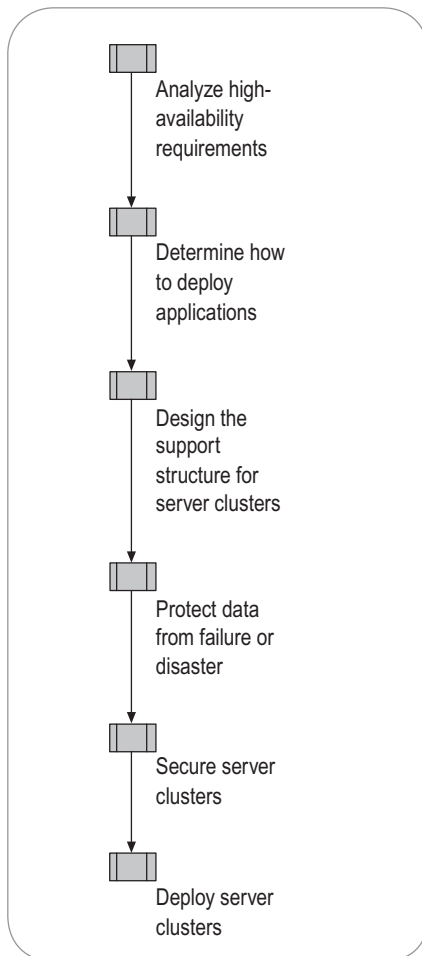 Analyze high-
availability
requirements
Determine how
to deploy
applications
Design the
support
structure for
server clusters
Protect data
from failure or
disaster
Secure server
clusters
Deploy server
clusters